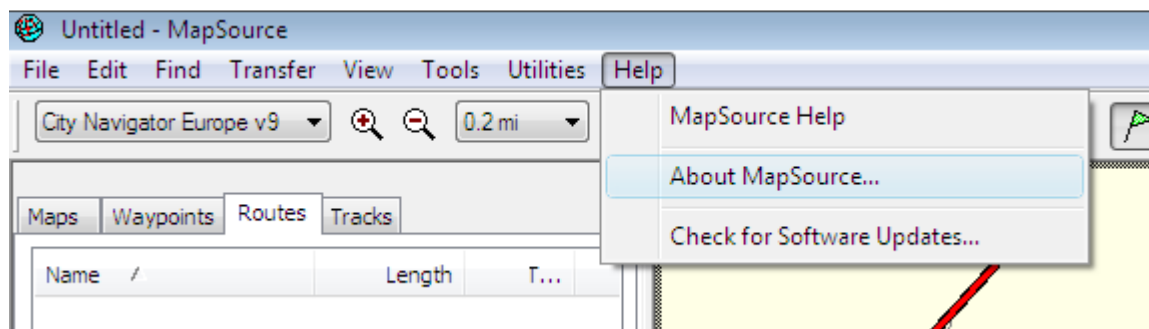 Untitled - MapSource
File Edit Find Transfer View Tools Utilities Help
City Navigator Europe v9 0.2 mi
MapSource Help
About MapSource...
Check for Software Updates...
Maps Waypoints Routes Tracks
Name Length T...